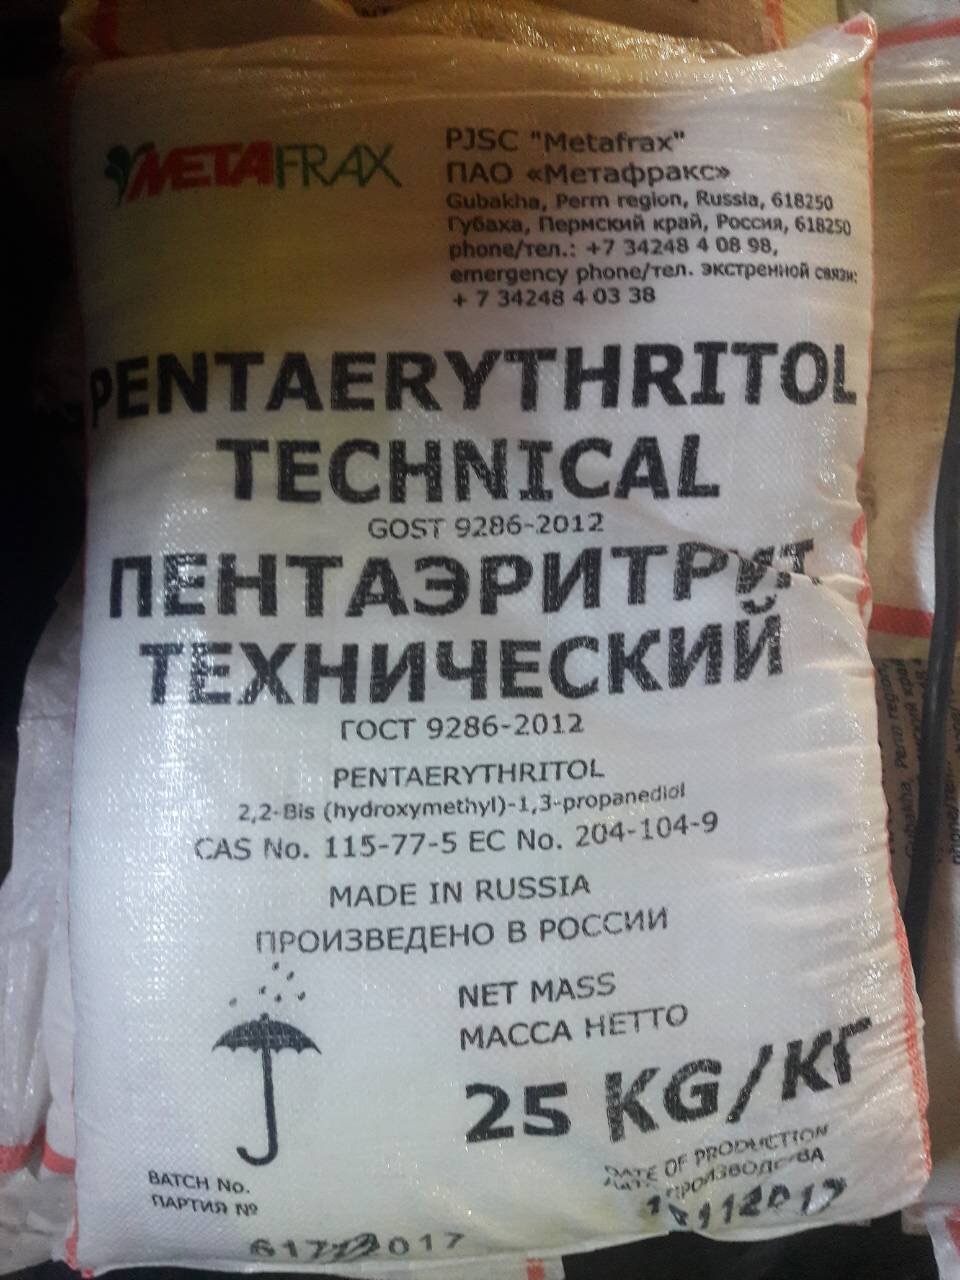 METAFRAX
PJSC "Metafrax"
ПАО «Метафракс»
Gubakha, Perm region, Russia, 618250
Губаха, Пермский край, Россия, 618250
phone/тел.: +7 34248 4 08 98,
emergency phone/тел. экстренной связи:
+ 7 34248 4 03 38
PENTAERYTHRITOL
TECHNICAL
GOST 9286-2012
ПЕНТАЭРИТРИТ
ТЕХНИЧЕСКИЙ
ГОСТ 9286-2012
PENTAERYTHRITOL
2,2-Bis (hydroxymethyl)-1,3-propanediol
CAS No. 115-77-5 EC No. 204-104-9
MADE IN RUSSIA
ПРОИЗВЕДЕНО В РОССИИ
NET MASS
МАССА НЕТТО
25 KG/КГ
DATE OF PRODUCTION
ДАТА ПРОИЗВОДСТВА
BATCH No.
ПАРТИЯ №